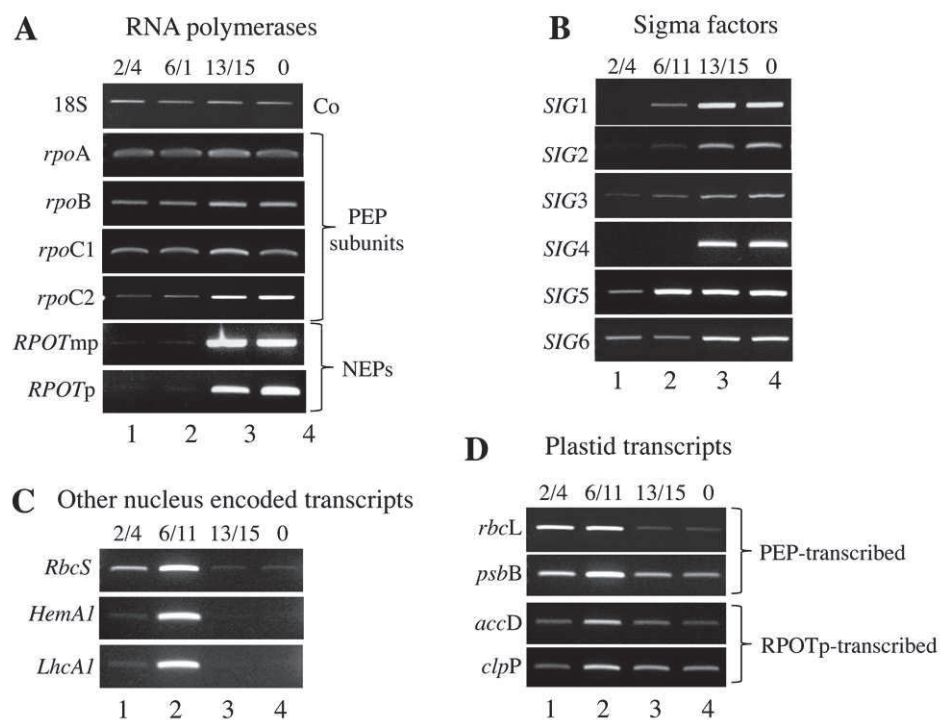 A RNA polymerases
2/4 6/1 13/15 0
18S Co
rpoA
rpoB
rpoC1
rpoC2
PEP
subunits
RPOTmp
RPOTp
NEPs
1 2 3 4
B Sigma factors
2/4 6/11 13/15 0
SIG1
SIG2
SIG3
SIG4
SIG5
SIG6
1 2 3 4
C Other nucleus encoded transcripts
2/4 6/11 13/15 0
RbcS
HemA1
LhcA1
1 2 3 4
D Plastid transcripts
2/4 6/11 13/15 0
rbcL
psbB
PEP-transcribed
accD
clpP
RPOTp-transcribed
1 2 3 4